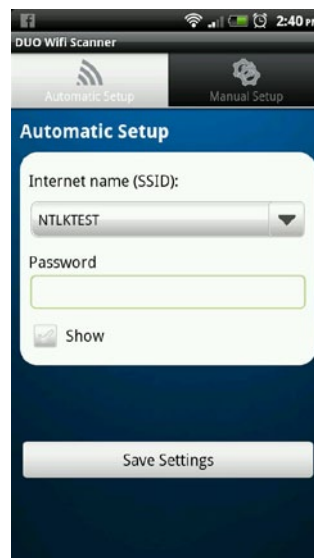 2:40 PM
DUO Wifi Scanner
Automatic Setup
Manual Setup
Automatic Setup
Internet name (SSID):
NTLKTEST
Password
Show
Save Settings